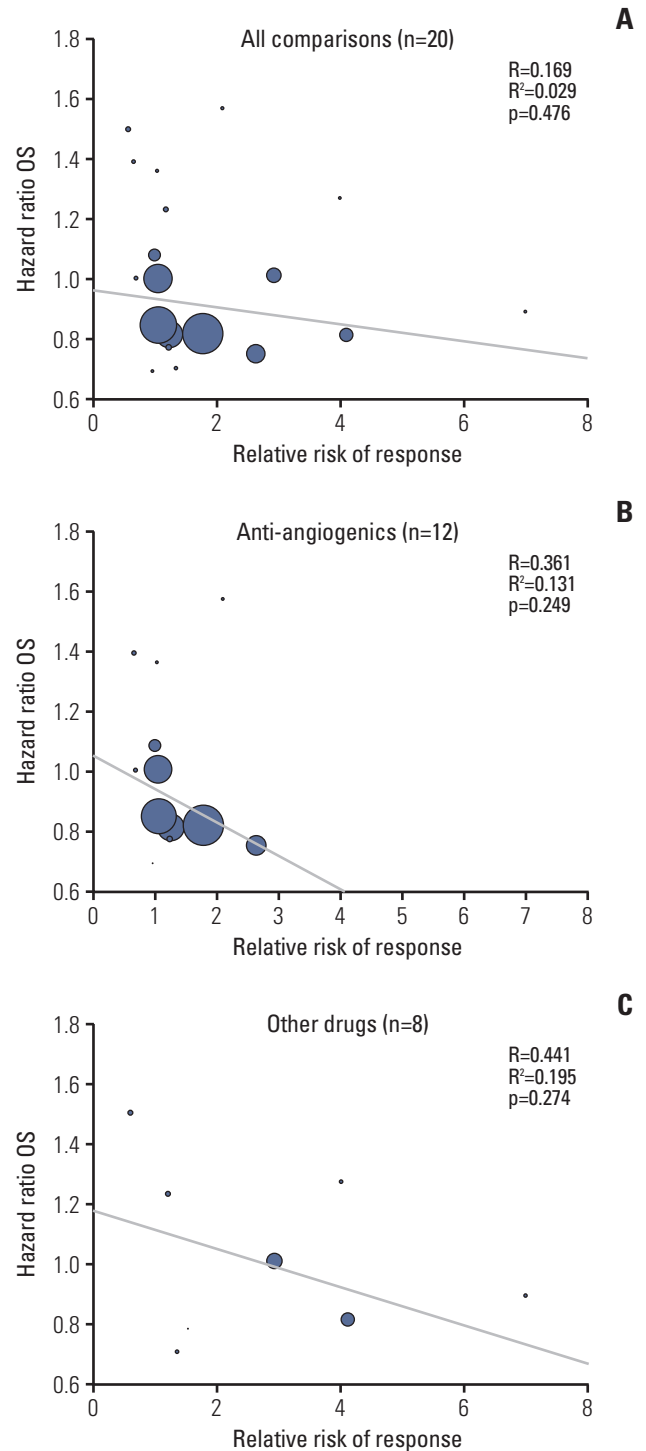 A
All comparisons (n=20)
R=0.169
R²=0.029
p=0.476
Hazard ratio OS
1.8
1.6
1.4
1.2
1.0
0.8
0.6
0 2 4 6 8
Relative risk of response
B
Anti-angiogenics (n=12)
R=0.361
R²=0.131
p=0.249
Hazard ratio OS
1.8
1.6
1.4
1.2
1.0
0.8
0.6
0 1 2 3 4 5 6 7 8
Relative risk of response
C
Other drugs (n=8)
R=0.441
R²=0.195
p=0.274
Hazard ratio OS
1.8
1.6
1.4
1.2
1.0
0.8
0.6
0 2 4 6 8
Relative risk of response